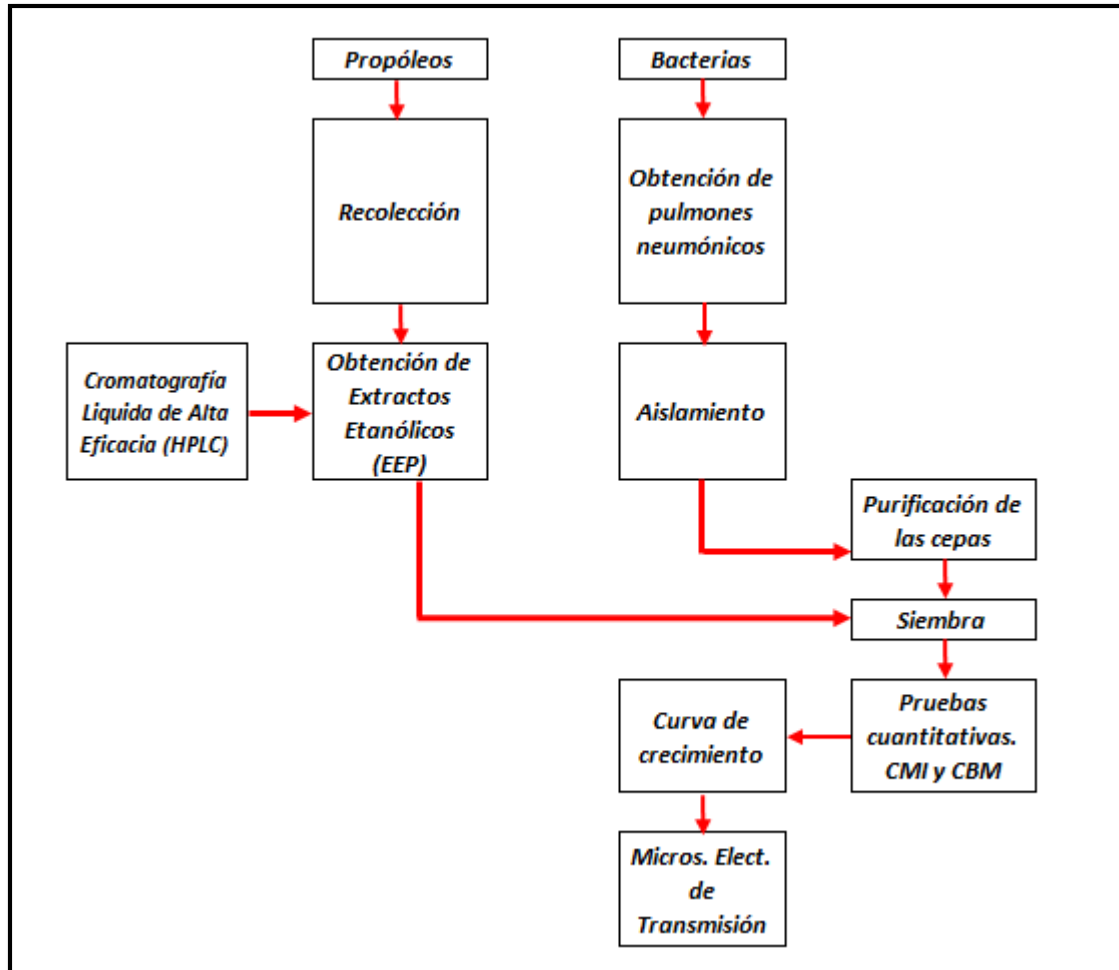 Propóleos
Bacterias
Recolección
Obtención de
pulmones
neumónicos
Cromatografía
Liquida de Alta
Eficacia (HPLC)
Obtención de
Extractos
Etanólicos
(EEP)
Aislamiento
Purificación de
las cepas
Siembra
Pruebas
cuantitativas.
CMI y CBM
Curva de
crecimiento
Micros. Elect.
de
Transmisión